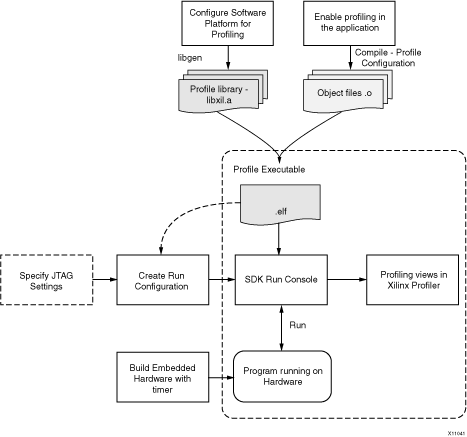 Configure Software
Platform for
Profiling
Enable profiling in
the application
libgen
Compile - Profile
Configuration
Profile library -
libxil.a
Object files .o
Profile Executable
.elf
Specify JTAG
Settings
Create Run
Configuration
SDK Run Console
Profiling views in
Xilinx Profiler
Run
Build Embedded
Hardware with
timer
Program running on
Hardware
X11041